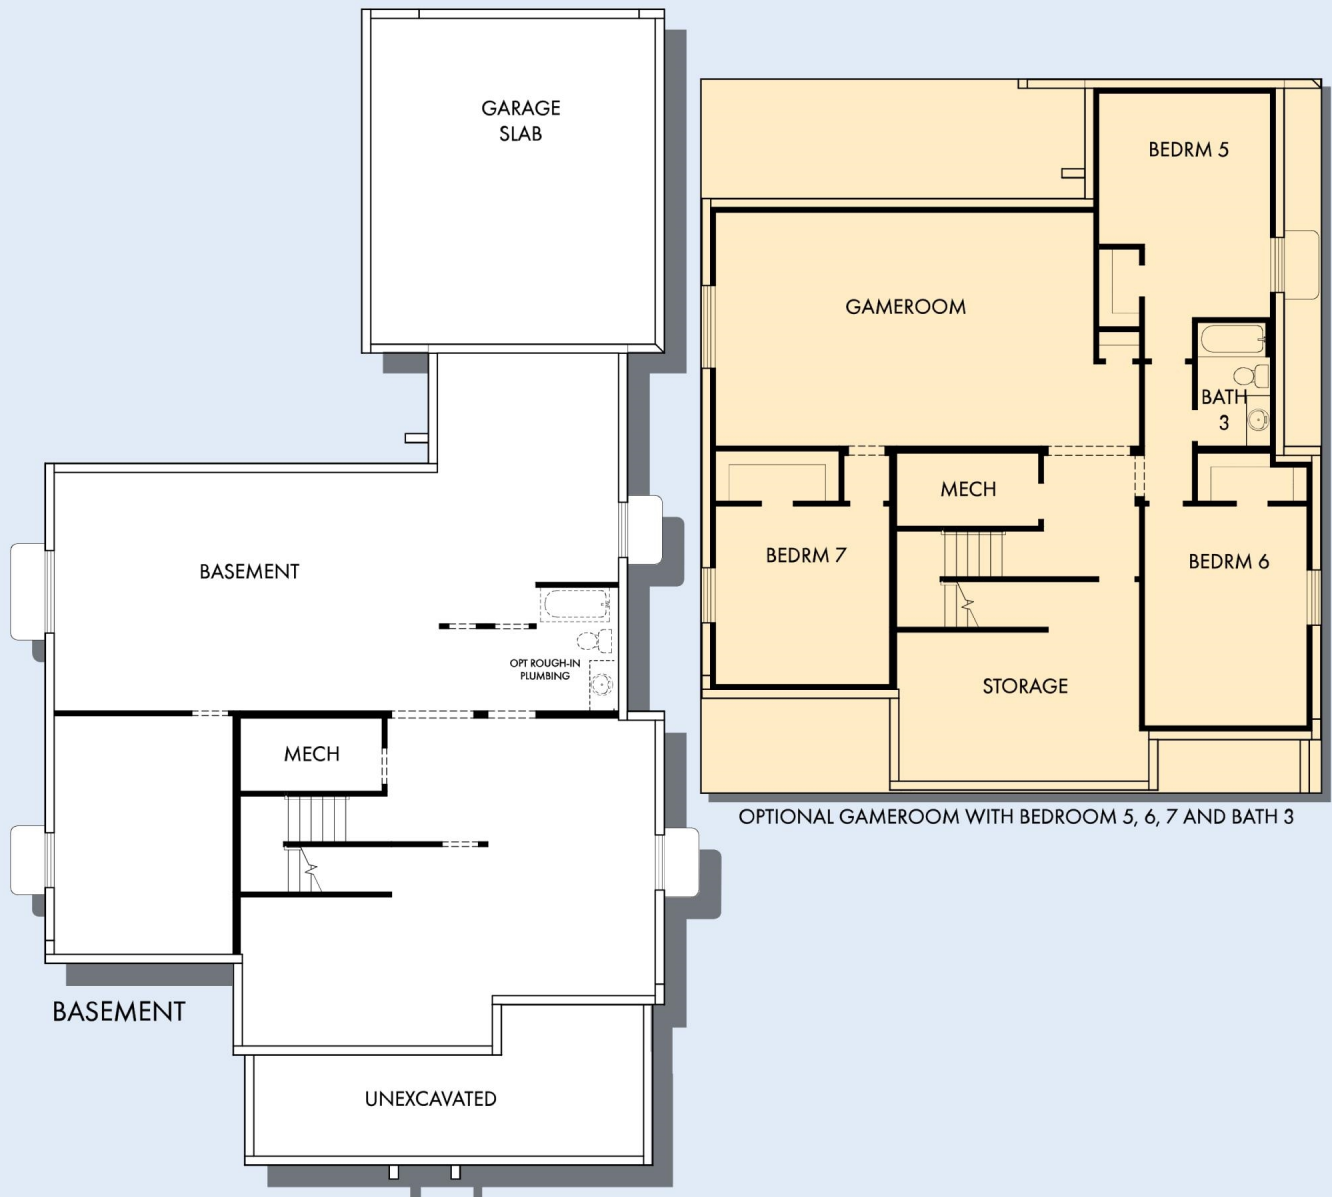 GARAGE
SLAB
BASEMENT
OPT ROUGH-IN
PLUMBING
MECH
BASEMENT
UNEXCAVATED
BEDRM 5
GAMEROOM
BATH
3
MECH
BEDRM 7
BEDRM 6
STORAGE
OPTIONAL GAMEROOM WITH BEDROOM 5, 6, 7 AND BATH 3